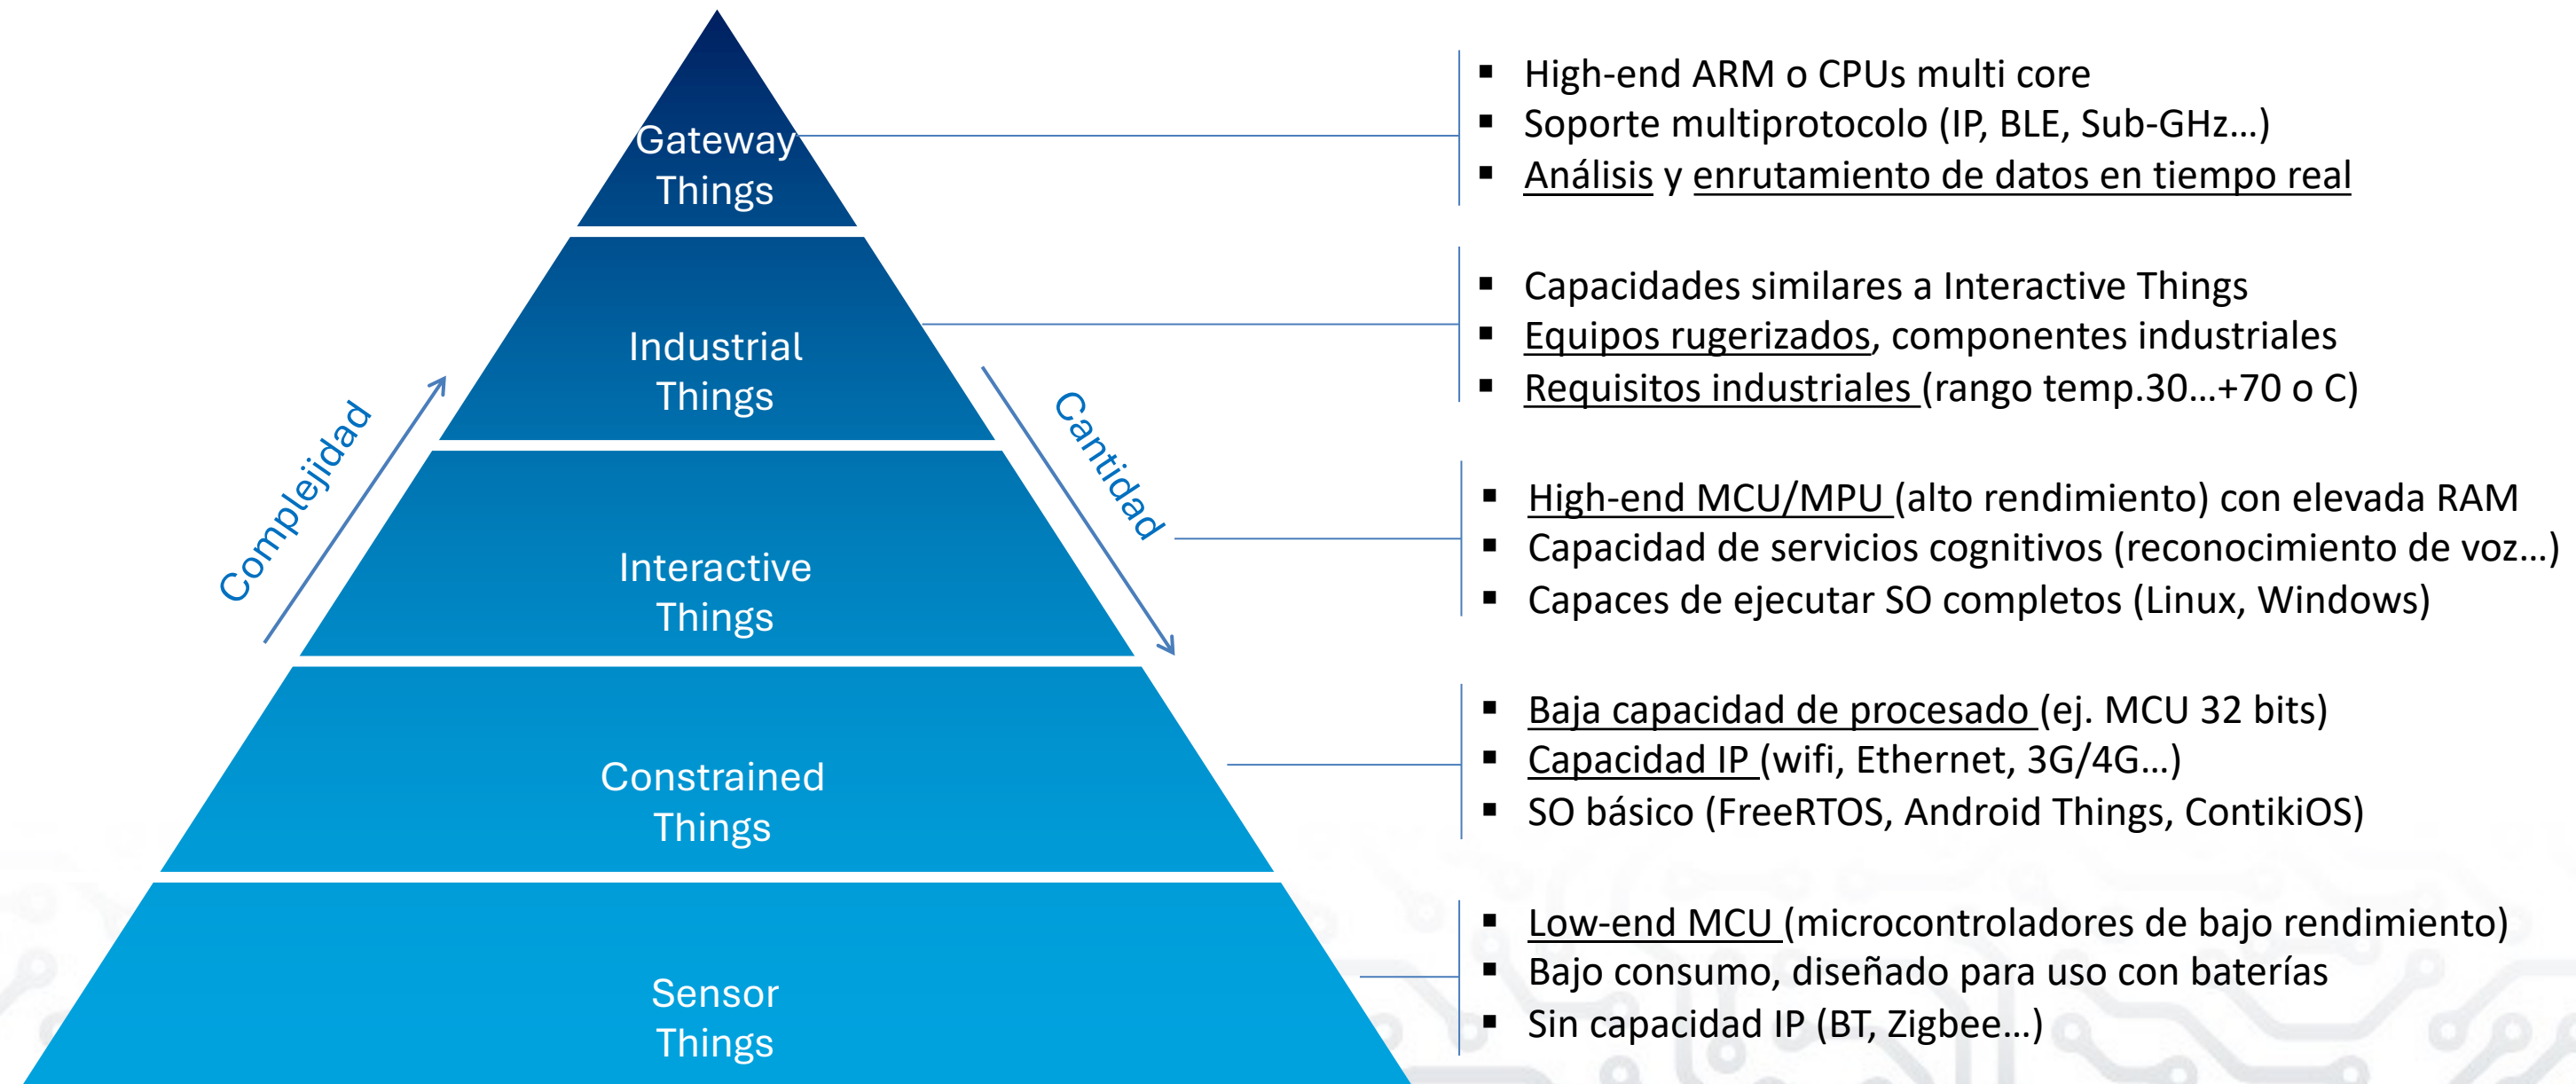 Gateway
Things
High-end ARM o CPUs multi core
Soporte multiprotocolo (IP, BLE, Sub-GHz...)
Análisis y enrutamiento de datos en tiempo real
Industrial
Things
Capacidades similares a Interactive Things
Equipos rugerizados, componentes industriales
Requisitos industriales (rango temp.30...+70 o C)
Complejidad
Cantidad
Interactive
Things
High-end MCU/MPU (alto rendimiento) con elevada RAM
Capacidad de servicios cognitivos (reconocimiento de voz...)
Capaces de ejecutar SO completos (Linux, Windows)
Constrained
Things
Baja capacidad de procesado (ej. MCU 32 bits)
Capacidad IP (wifi, Ethernet, 3G/4G...)
SO básico (FreeRTOS, Android Things, ContikiOS)
Sensor
Things
Low-end MCU (microcontroladores de bajo rendimiento)
Bajo consumo, diseñado para uso con baterías
Sin capacidad IP (BT, Zigbee...)